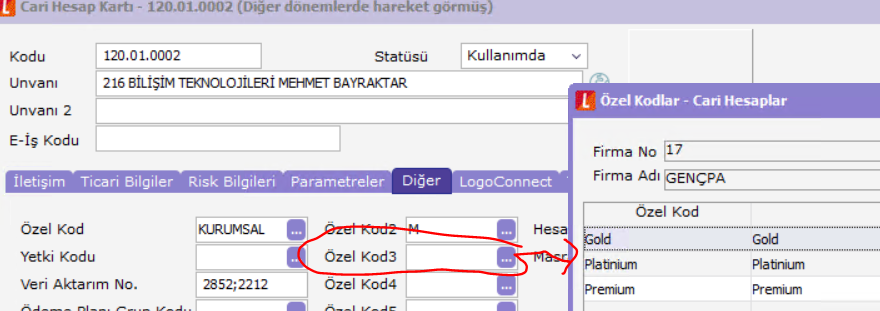 Cari Hesap Kartı - 120.01.0002 (Diğer dönemlerde hareket görmüş)
Kodu 120.01.0002 Statüsü Kullanımda
Unvanı 216 BİLİŞİM TEKNOLOJİLERİ MEHMET BAYRAKTAR
Unvanı 2
E-İş Kodu
İletişim Ticari Bilgiler Risk Bilgileri Parametreler Diğer LogoConnect
Özel Kod KURUMSAL ... Özel Kod2 M ... Hesa
Yetki Kodu ... Özel Kod3 ... Masr
Veri Aktarım No. 2852;2212 Özel Kod4 ...
Ödeme Planı Grup Kodu ... Özel Kod5 ...
L Özel Kodlar - Cari Hesaplar
Firma No 17
Firma Adı GENÇPA
Özel Kod
Gold Gold
Platinium Platinium
Premium Premium